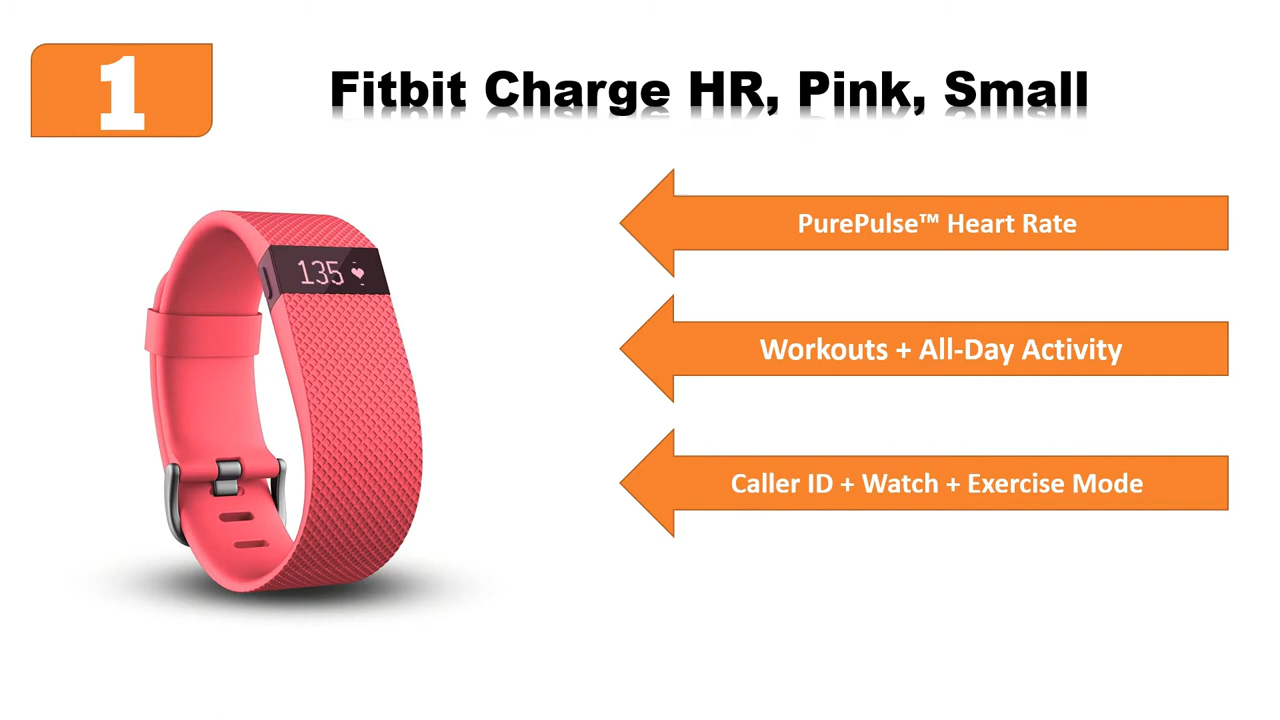 1
Fitbit Charge HR, Pink, Small
PurePulse™ Heart Rate
135
Workouts + All-Day Activity
Caller ID + Watch + Exercise Mode